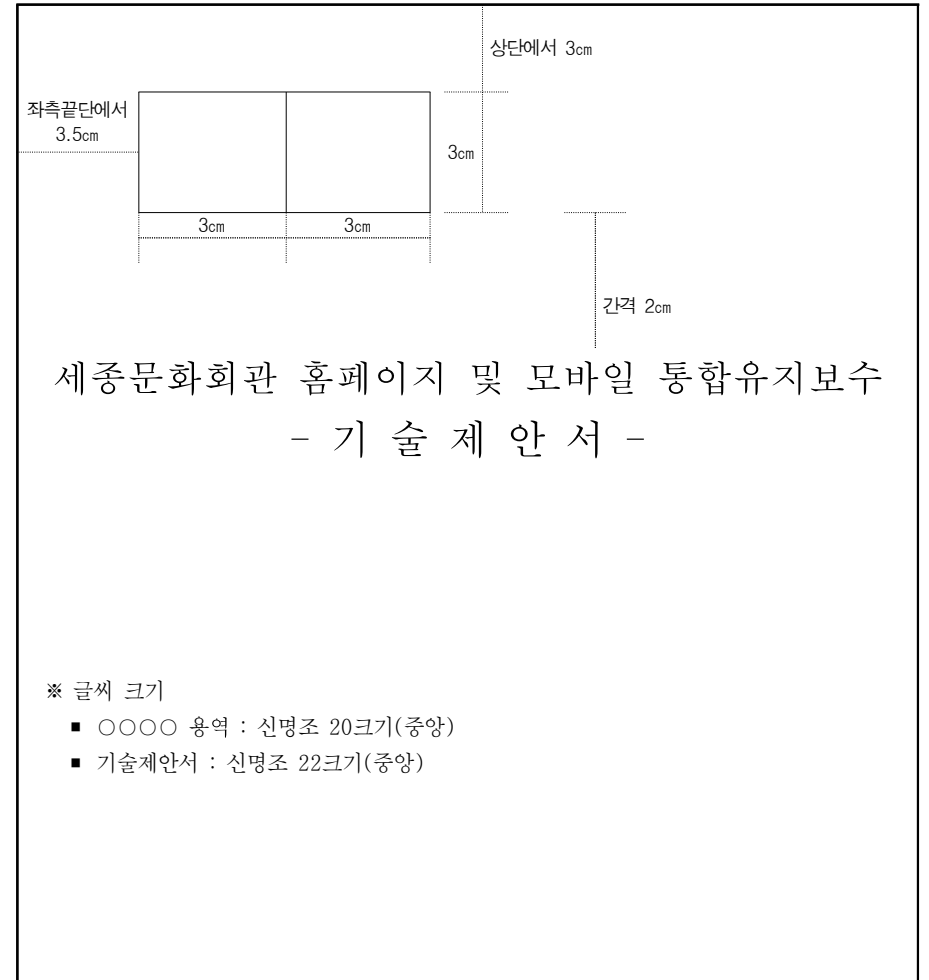 상단에서 3cm
좌측끝단에서
3.5cm
3cm
3cm 3cm
간격 2cm
세종문화회관 홈페이지 및 모바일 통합유지보수
- 기 술 제 안 서 -
※ 글씨 크기
▪ ○○○○ 용역 : 신명조 20크기(중앙)
▪ 기술제안서 : 신명조 22크기(중앙)